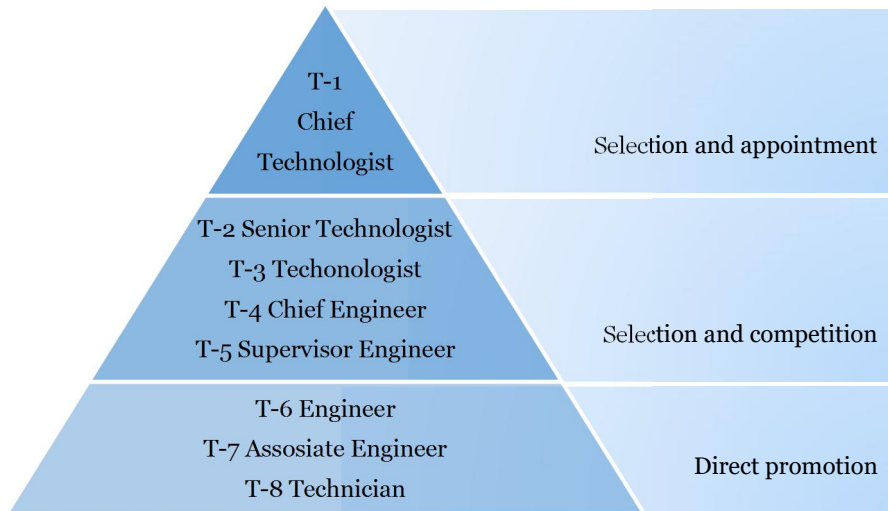 T-1
Chief
Technologist
Selection and appointment
T-2 Senior Technologist
T-3 Techonologist
T-4 Chief Engineer
T-5 Supervisor Engineer
Selection and competition
T-6 Engineer
T-7 Assosiate Engineer
T-8 Technician
Direct promotion